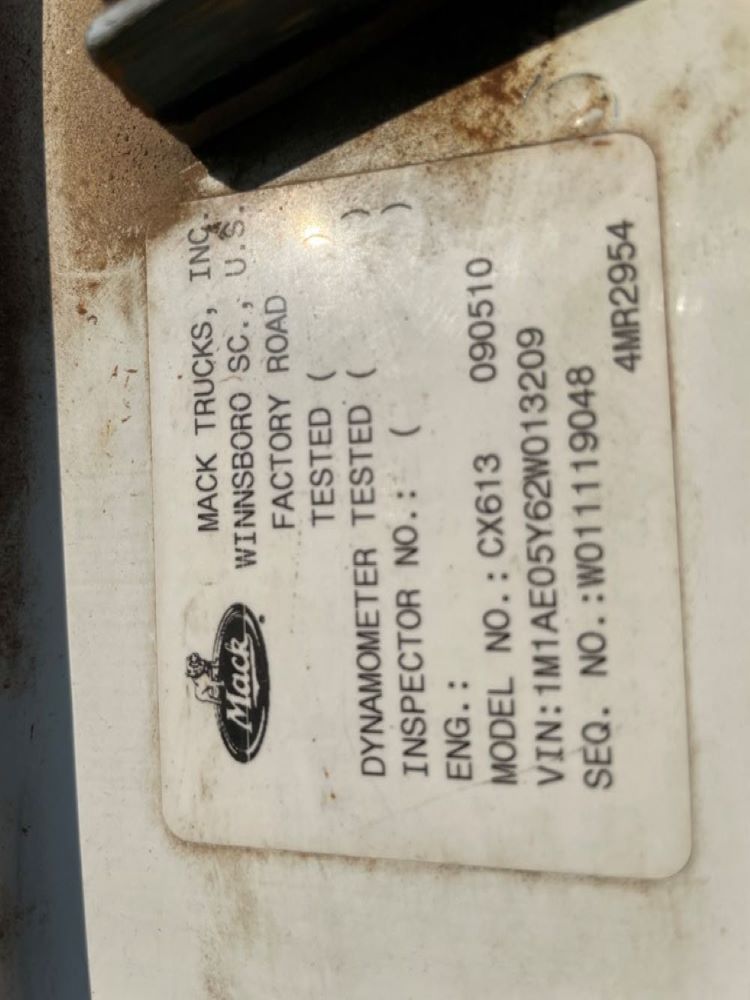 Mack
MACK TRUCKS, INC.
WINNSBORO SC., U.S.
FACTORY ROAD
TESTED ( )
DYNAMOMETER TESTED ( )
INSPECTOR NO.: (
ENG.:
MODEL NO.: CX613 090510
VIN:1M1AE05Y62W013209
SEQ. NO.:W011119048
4MR2954